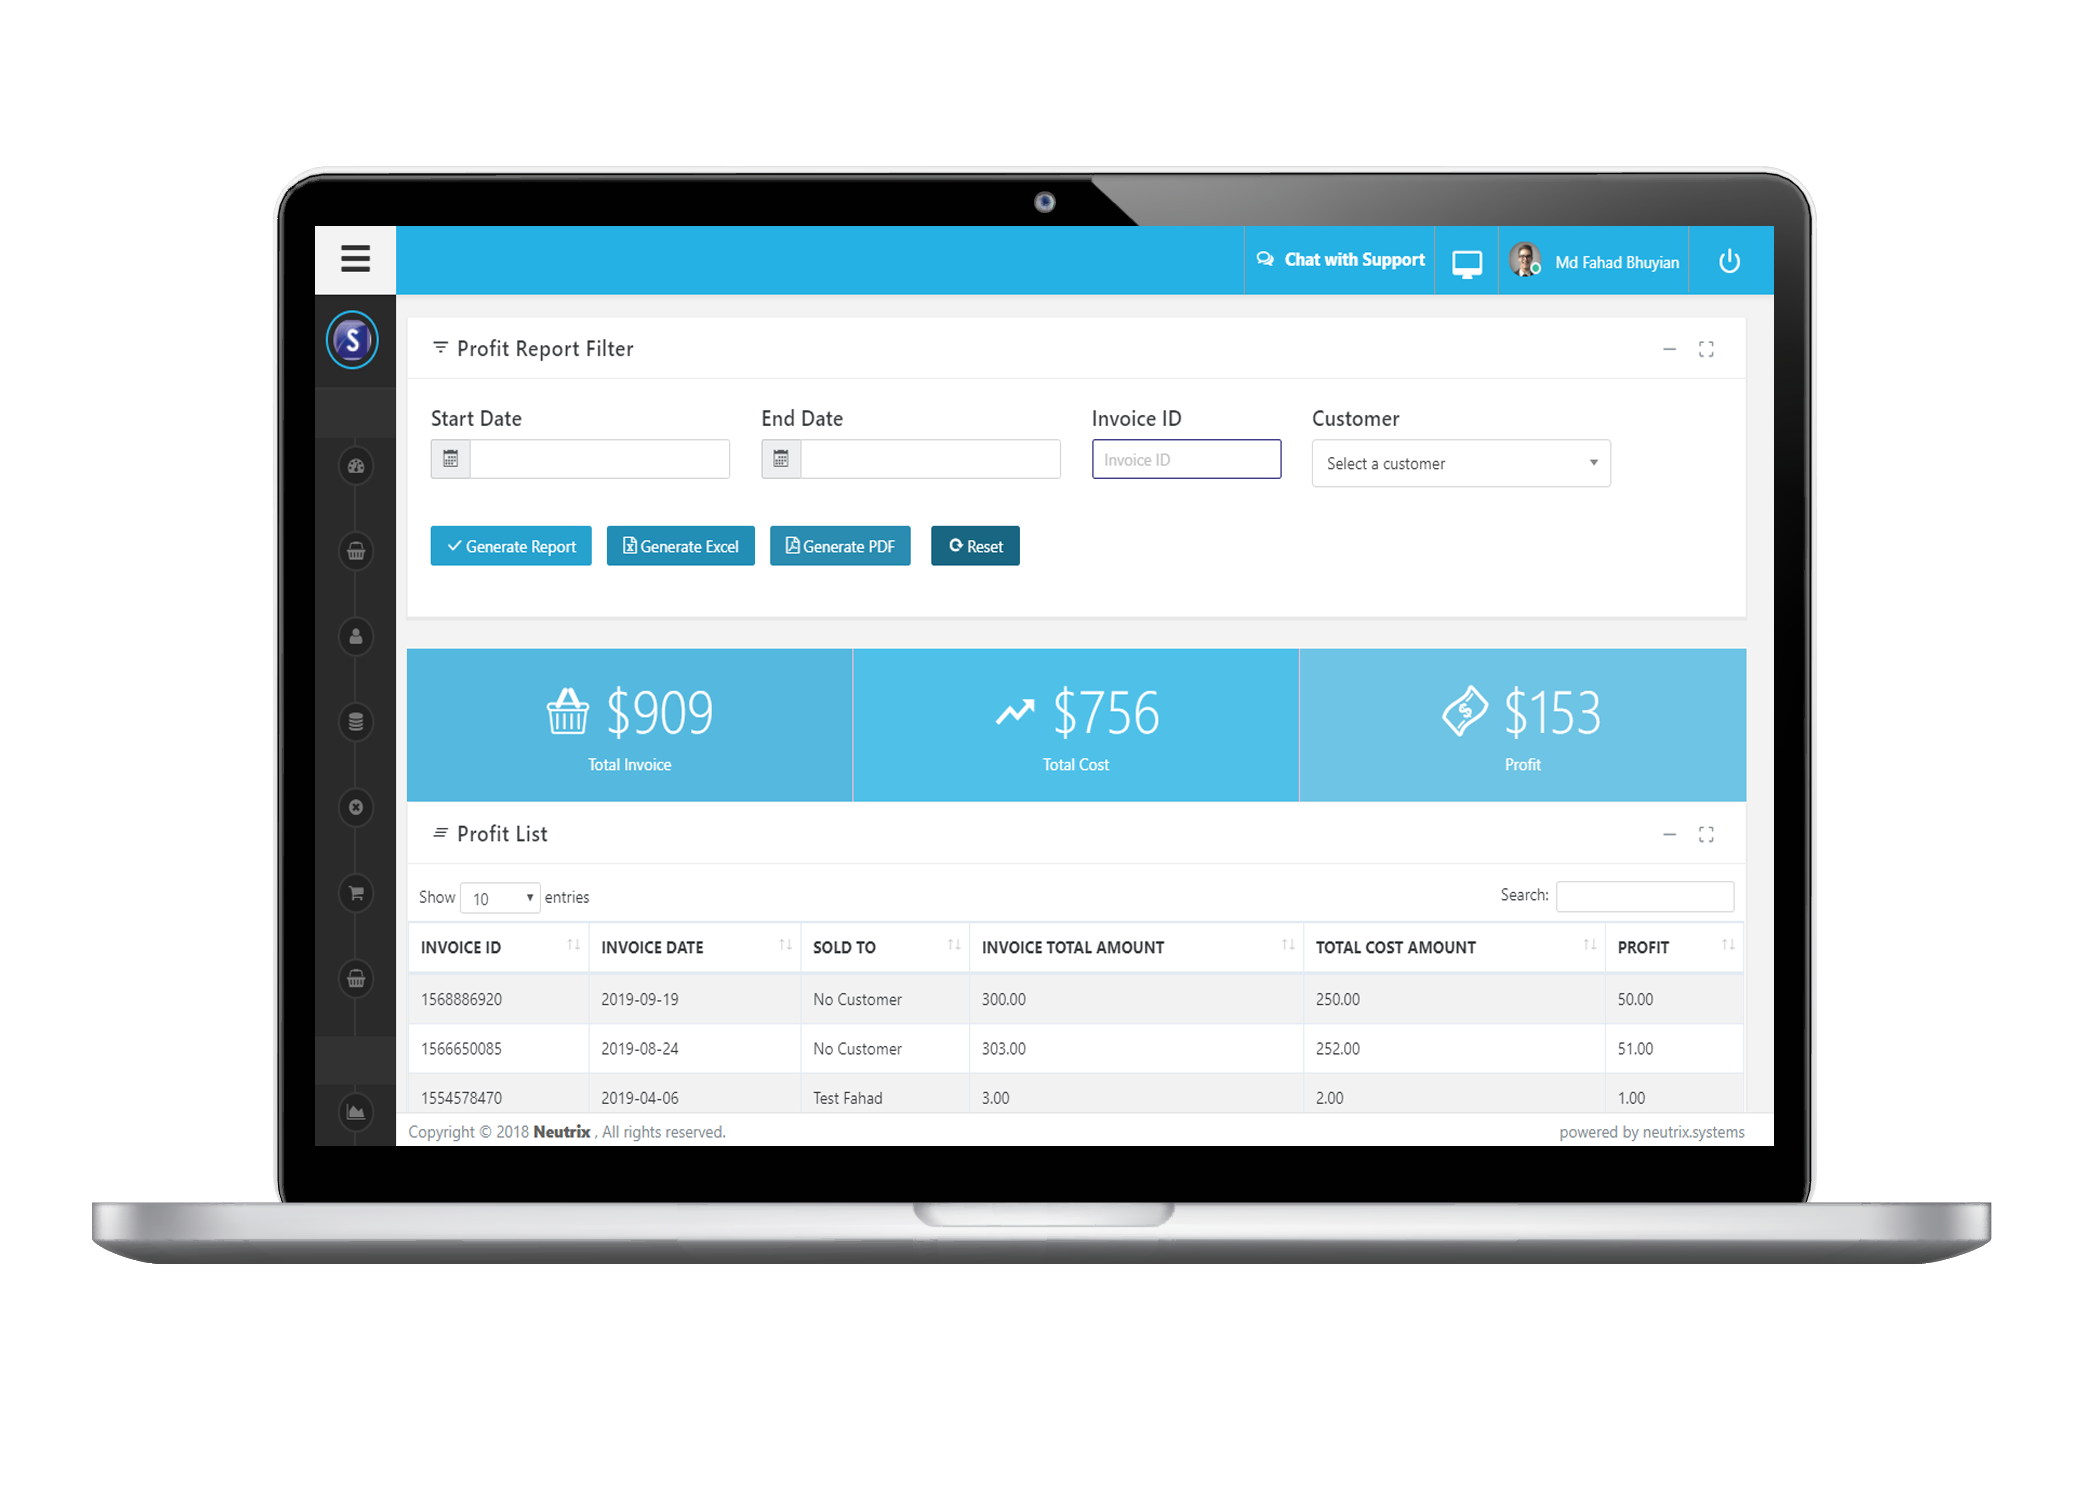 Chat with Support
Md Fahad Bhuyian
S
Profit Report Filter
Start Date End Date Invoice ID Customer
Invoice ID Select a customer
Generate Report Generate Excel Generate PDF Reset
$909 $756 $153
Total Invoice Total Cost Profit
Profit List
Show 10 entries Search:
INVOICE ID INVOICE DATE SOLD TO INVOICE TOTAL AMOUNT TOTAL COST AMOUNT PROFIT
1568886920 2019-09-19 No Customer 300.00 250.00 50.00
1566650085 2019-08-24 No Customer 303.00 252.00 51.00
1554578470 2019-04-06 Test Fahad 3.00 2.00 1.00
Copyright © 2018 Neutrix , All rights reserved. powered by neutrix.systems